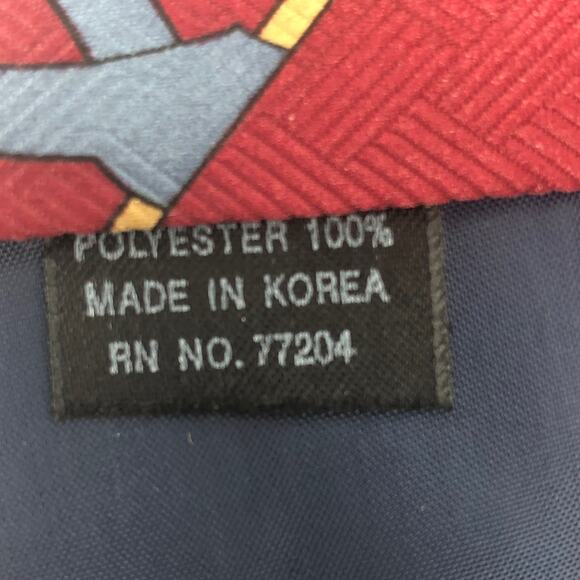 POLYESTER 100%
MADE IN KOREA
RN NO. 77204